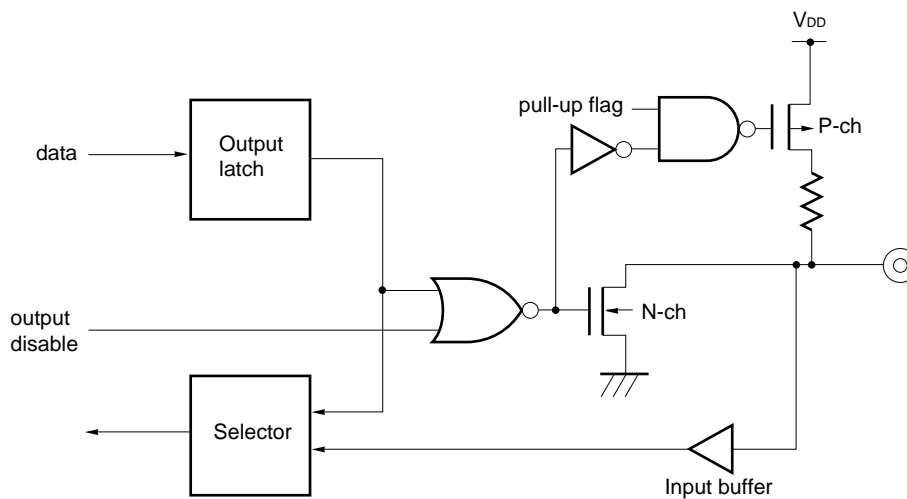 VDD
pull-up flag
P-ch
data
Output
latch
output
disable
N-ch
Selector
Input buffer